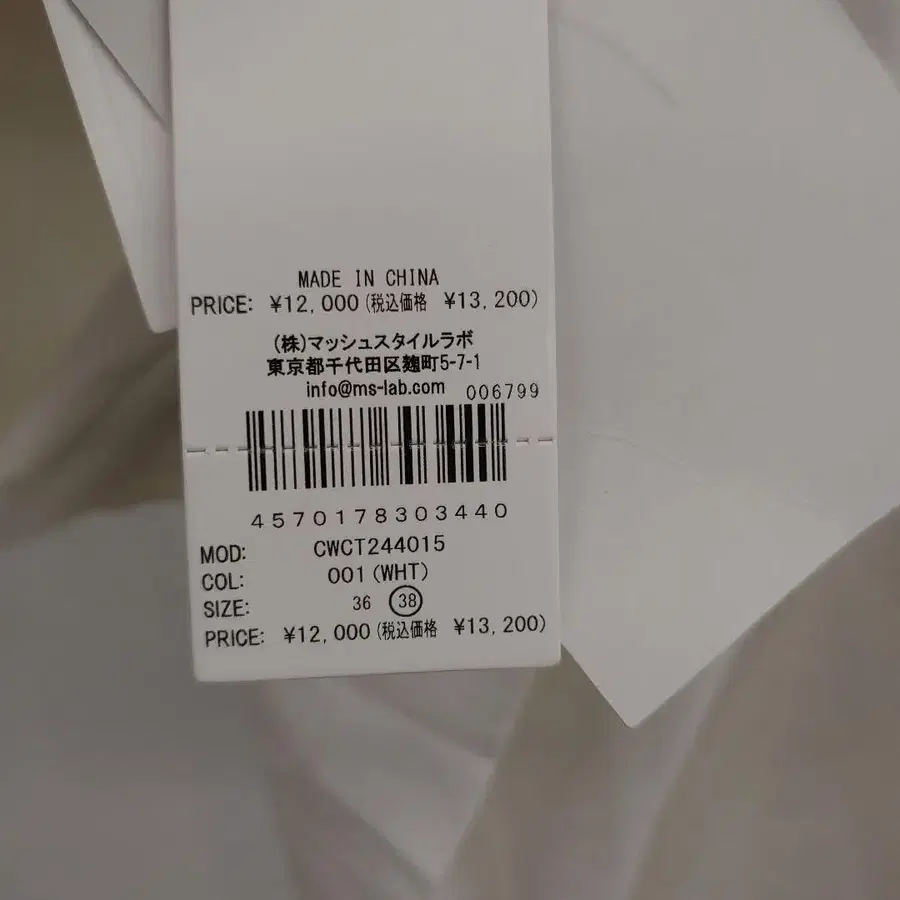 MADE IN CHINA
PRICE: ¥12,000(税込価格 ¥13,200)
(株)マッシュスタイルラボ
東京都千代田区麹町5-7-1
info@ms-lab.com 006799
4570178303440
MOD: CWCT244015
COL: 001(WHT)
SIZE: 36 38
PRICE: ¥12,000(税込価格 ¥13,200)